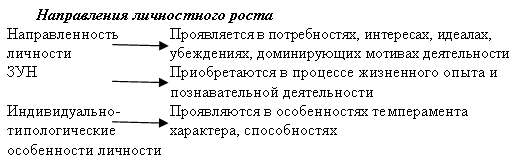 Направления личностного роста
Направленность Проявляется в потребностях, интересах, идеалах,
личности убеждениях, доминирующих мотивах деятельности
ЗУН Приобретаются в процессе жизненного опыта и
познавательной деятельности
Индивидуально- Проявляются в особенностях темперамента
типологические характера, способностях
особенности личности